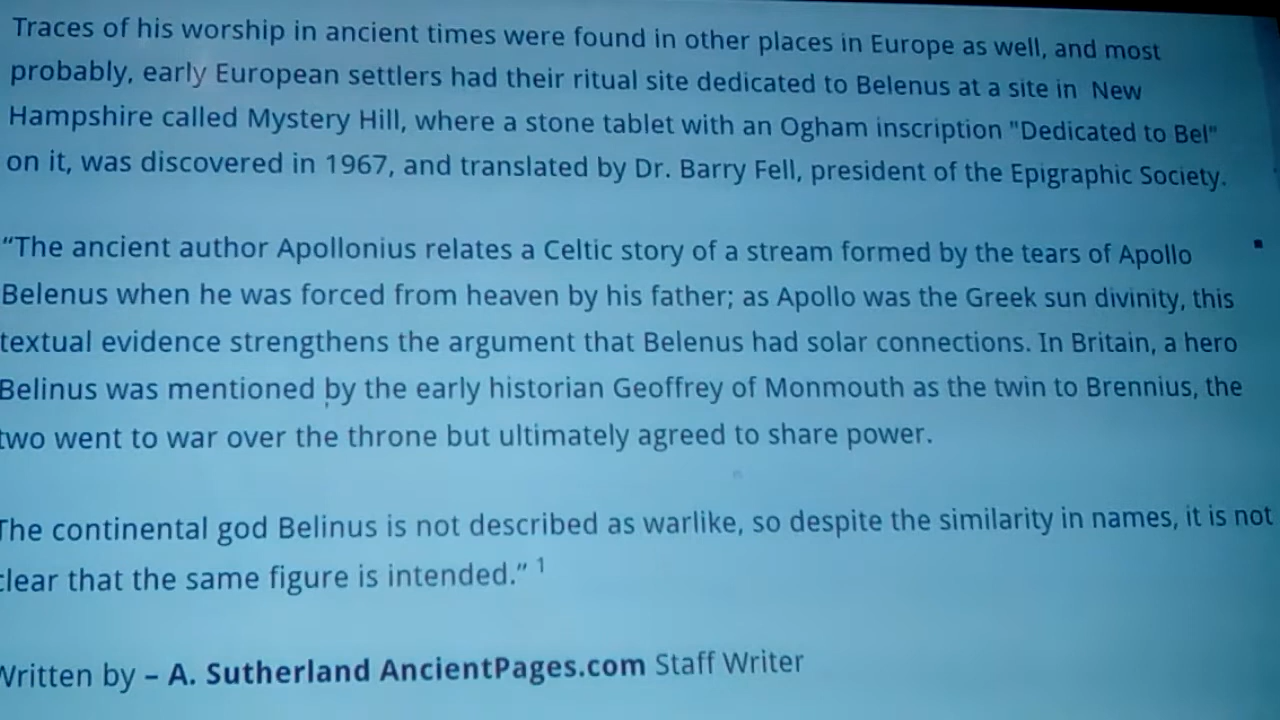 Traces of his worship in ancient times were found in other places in Europe as well, and most
probably, early European settlers had their ritual site dedicated to Belenus at a site in New
Hampshire called Mystery Hill, where a stone tablet with an Ogham inscription "Dedicated to Bel"
on it, was discovered in 1967, and translated by Dr. Barry Fell, president of the Epigraphic Society.
“The ancient author Apollonius relates a Celtic story of a stream formed by the tears of Apollo
Belenus when he was forced from heaven by his father; as Apollo was the Greek sun divinity, this
textual evidence strengthens the argument that Belenus had solar connections. In Britain, a hero
Belinus was mentioned by the early historian Geoffrey of Monmouth as the twin to Brennius, the
two went to war over the throne but ultimately agreed to share power.
The continental god Belinus is not described as warlike, so despite the similarity in names, it is not
clear that the same figure is intended.” 1
Written by – A. Sutherland AncientPages.com Staff Writer